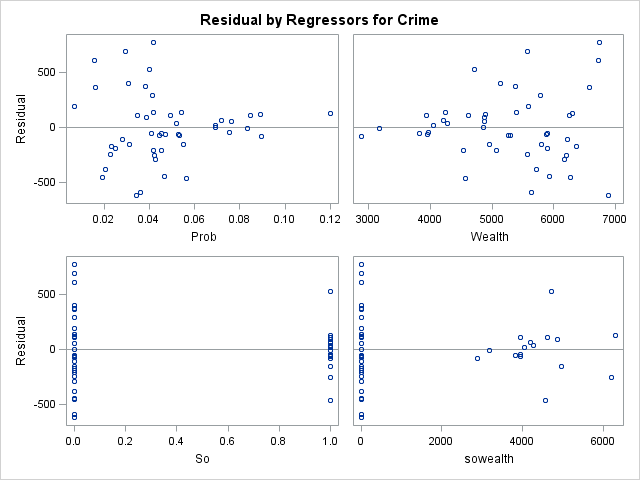 Residual by Regressors for Crime
Residual
500
0
-500
0.02 0.04 0.06 0.08 0.10 0.12
Prob
3000 4000 5000 6000 7000
Wealth
Residual
500
0
-500
0.0 0.2 0.4 0.6 0.8 1.0
So
0 2000 4000 6000
sowealth